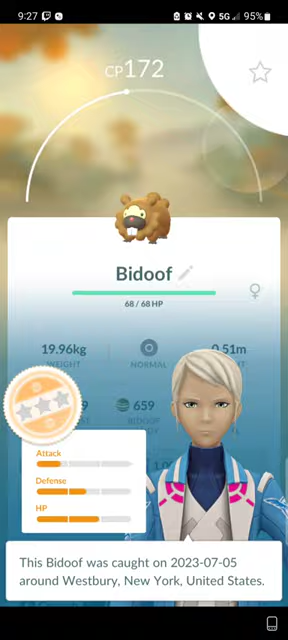 9:27
5G
95%
CP172
Bidoof
68 / 68 HP
19.96kg
0.51m
WEIGHT
NORMAL
659
Attack
Defense
HP
This Bidoof was caught on 2023-07-05
around Westbury, New York, United States.